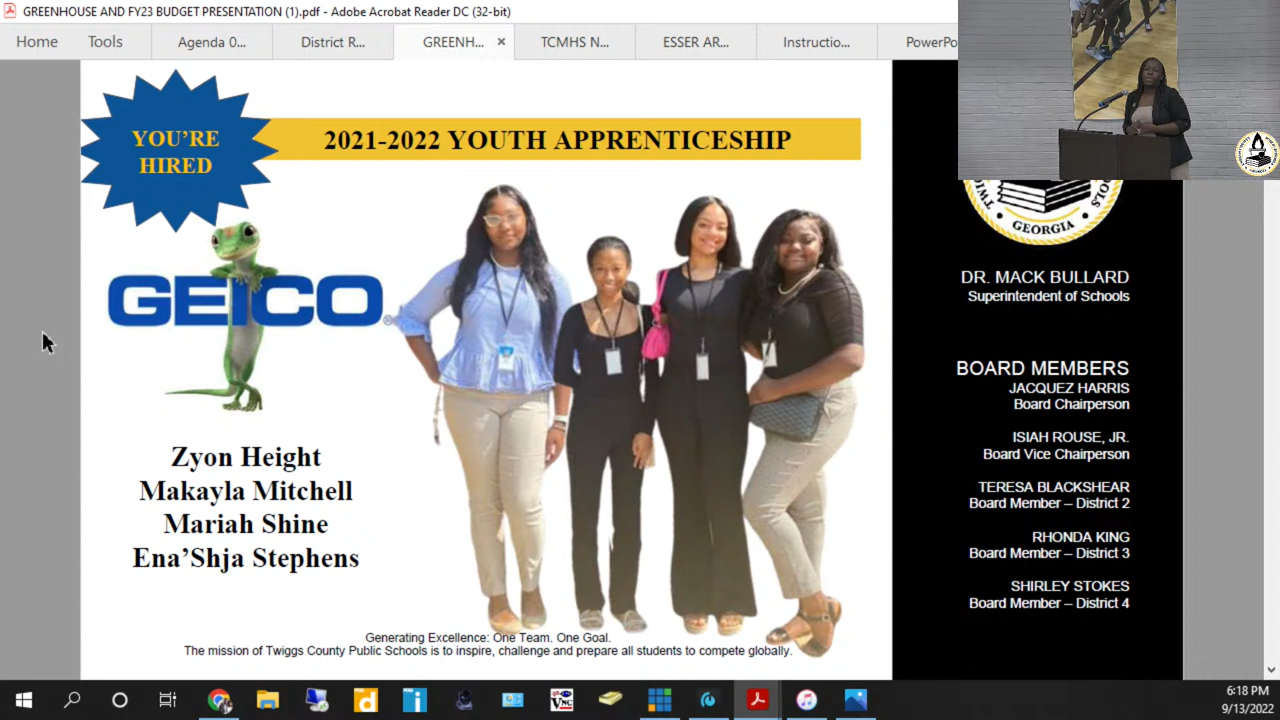 GREENHOUSE AND FY23 BUDGET PRESENTATION (1).pdf - Adobe Acrobat Reader DC (32-bit)
Home Tools Agenda 0... District R... GREENH... × TCMHS N... ESSER AR... Instructio... PowerPo
YOU'RE
HIRED
2021-2022 YOUTH APPRENTICESHIP
GEICO®
Zyon Height
Makayla Mitchell
Mariah Shine
Ena'Shja Stephens
Generating Excellence: One Team. One Goal.
The mission of Twiggs County Public Schools is to inspire, challenge and prepare all students to compete globally.
GEORGIA
DR. MACK BULLARD
Superintendent of Schools
BOARD MEMBERS
JACQUEZ HARRIS
Board Chairperson
ISIAH ROUSE, JR.
Board Vice Chairperson
TERESA BLACKSHEAR
Board Member – District 2
RHONDA KING
Board Member – District 3
SHIRLEY STOKES
Board Member – District 4
6:18 PM
9/13/2022